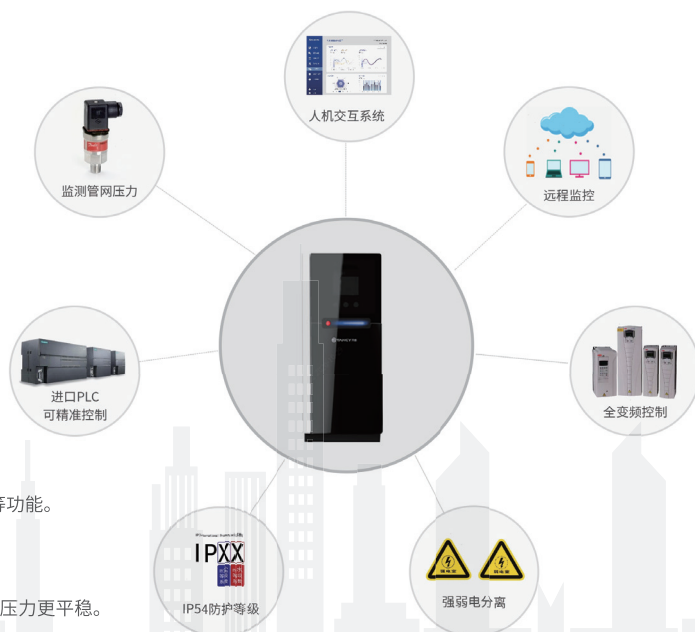 人机交互系统
监测管网压力
远程监控
进口PLC
可精准控制
全变频控制
等功能。
IPXX
IP54防护等级
强弱电分离
压力更平稳。